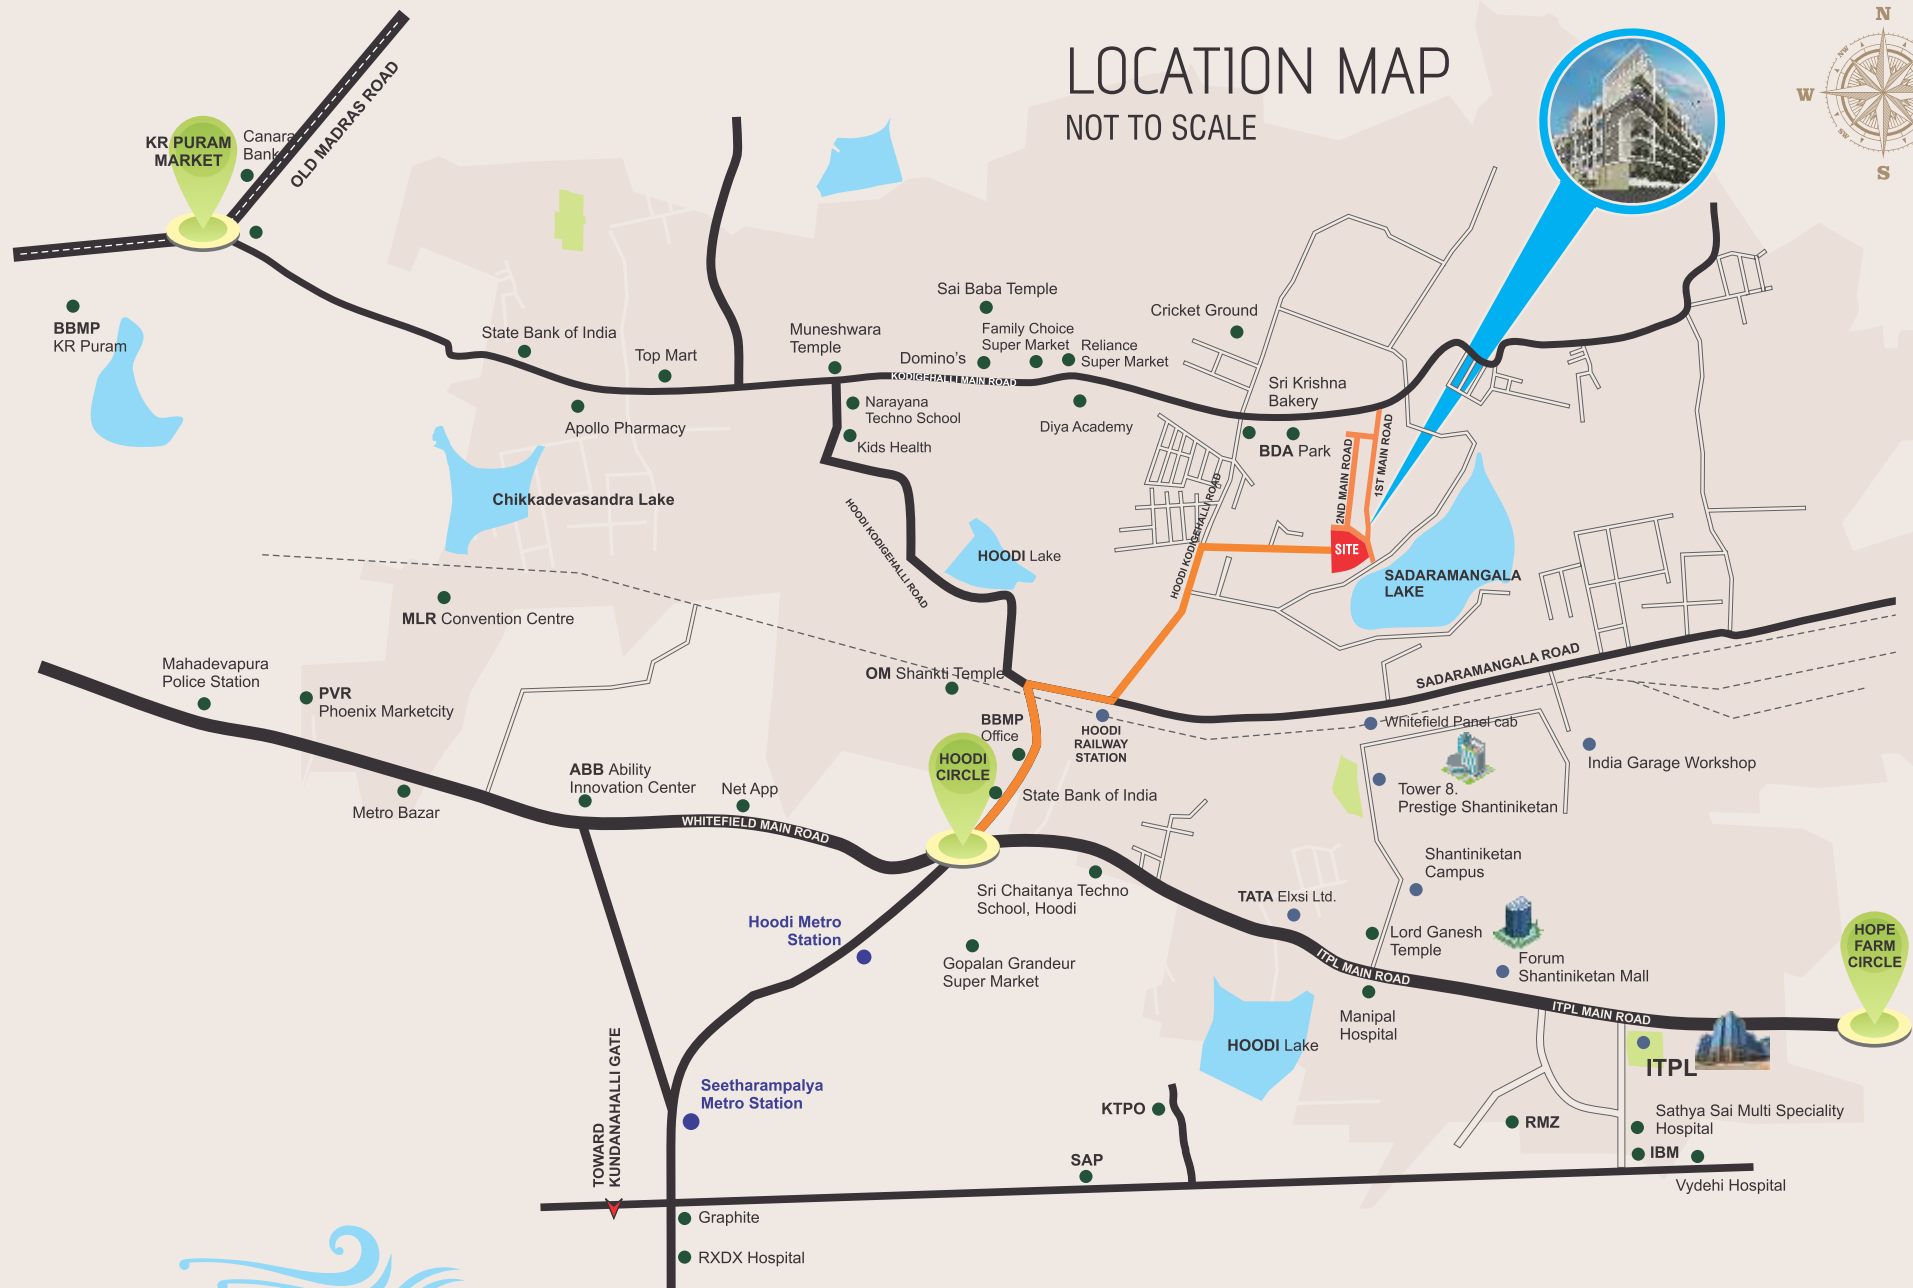 LOCATION MAP
NOT TO SCALE
N
NW
W
SW
S
KR PURAM
MARKET
Canara
Bank
OLD MADRAS ROAD
BBMP
KR Puram
State Bank of India
Top Mart
Apollo Pharmacy
Muneshwara
Temple
Sai Baba Temple
Family Choice
Super Market
Domino's
Reliance
Super Market
KODIGEHALLI MAIN ROAD
Narayana
Techno School
Kids Health
Diya Academy
Cricket Ground
Sri Krishna
Bakery
BDA Park
2ND MAIN ROAD
1ST MAIN ROAD
SITE
SADARAMANGALA
LAKE
Chikkadevasandra Lake
HOODI KODIGEHALLI ROAD
HOODI Lake
HOODI KODIGEHALLI ROAD
MLR Convention Centre
Mahadevapura
Police Station
PVR
Phoenix Marketcity
OM Shankti Temple
SADARAMANGALA ROAD
BBMP
Office
HOODI
RAILWAY
STATION
Whitefield Panel cab
India Garage Workshop
HOODI
CIRCLE
ABB Ability
Innovation Center
Net App
Metro Bazar
WHITEFIELD MAIN ROAD
State Bank of India
Tower 8.
Prestige Shantiniketan
Shantiniketan
Campus
Sri Chaitanya Techno
School, Hoodi
TATA Elxsi Ltd.
Lord Ganesh
Temple
Hoodi Metro
Station
Gopalan Grandeur
Super Market
ITPL MAIN ROAD
Forum
Shantiniketan Mall
HOPE
FARM
CIRCLE
ITPL MAIN ROAD
Manipal
Hospital
HOODI Lake
ITPL
Seetharampalya
Metro Station
TOWARD
KUNDANAHALLI GATE
KTPO
SAP
RMZ
Sathya Sai Multi Speciality
Hospital
IBM
Vydehi Hospital
Graphite
RXDX Hospital